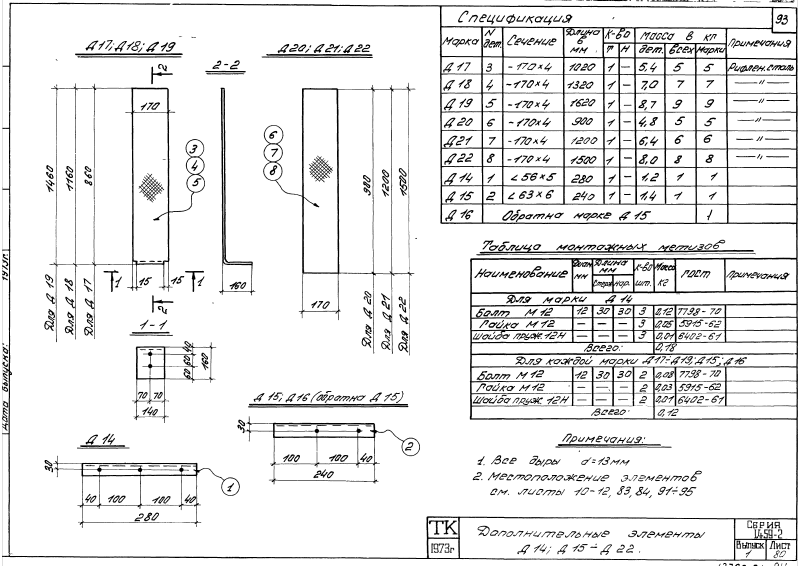 93
Д17; Д18; Д19
2
2-2
Д20; Д21; Д22
170
3
4
5
6
7
8
1460
1160
860
900
1200
1500
1
15
15
1
2
160
170
Для Д 19
Для Д 18
Для Д 17
Для Д 20
Для Д 21
Для Д 22
1-1
60 60 40
160
70 70
140
Д 15; Д16 (обратна Д 15)
30
2
100 100 40
240
Д 14
30
1
40 100 100 40
280
Спецификация
Марка N дет. Сечение Длина в мм К-во т н Масса в кг дет. всех марки Примечания
Д 17 3 -170×4 1020 1 — 5,4 5 5 Рифлен. сталь
Д 18 4 -170×4 1320 1 — 7,0 7 7 —〃—
Д 19 5 -170×4 1620 1 — 8,7 9 9 —〃—
Д 20 6 -170×4 900 1 — 4,8 5 5 —〃—
Д 21 7 -170×4 1200 1 — 6,4 6 6 —〃—
Д 22 8 -170×4 1500 1 — 8,0 8 8 —〃—
Д 14 1 ∠56×5 280 1 — 1,2 1 1
Д 15 2 ∠63×6 240 1 — 1,4 1 1
Д 16 Обратна марке Д 15 1
Таблица монтажных метизов
Наименование Диам. мм Длина мм Стерж. нар. К-во шт. Масса кг ГОСТ Примечания
Для марки Д 14
Болт М 12 12 30 30 3 0,12 7798-70
Гайка М 12 — — — 3 0,05 5915-62
Шайба пруж. 12Н — — — 3 0,01 6402-61
Всего: 0,18
Для каждой марки Д17÷Д19; Д15; Д16
Болт М 12 12 30 30 2 0,08 7798-70
Гайка М 12 — — — 2 0,03 5915-62
Шайба пруж. 12Н — — — 2 0,01 6402-61
Всего: 0,12
Примечания:
1. Все дыры d=13мм
2. Местоположение элементов
см. листы 10-12, 83, 84, 91÷95
ТК
1973г
Дополнительные элементы
Д 14; Д 15 ÷ Д 22.
Серия
1.459-2
Выпуск 1
Лист 80
Дата выпуска:
1973г.